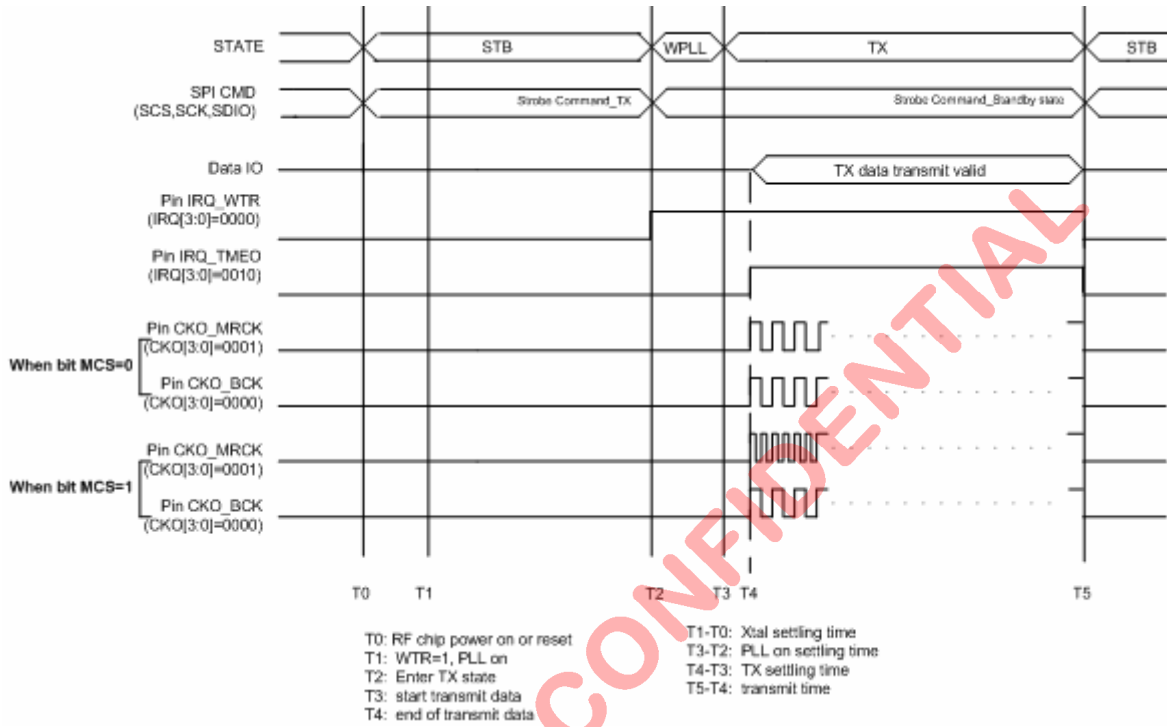 STATE
STB
WPLL
TX
STB
SPI CMD
(SCS,SCK,SDIO)
Strobe Command_TX
Strobe Command_Standby state
Data IO
TX data transmit valid
Pin IRQ_WTR
(IRQ[3:0]=0000)
Pin IRQ_TMEO
(IRQ[3:0]=0010)
Pin CKO_MRCK
(CKO[3:0]=0001)
When bit MCS=0
Pin CKO_BCK
(CKO[3:0]=0000)
Pin CKO_MRCK
(CKO[3:0]=0001)
When bit MCS=1
Pin CKO_BCK
(CKO[3:0]=0000)
T0 T1 T2 T3 T4 T5
T0: RF chip power on or reset
T1: WTR=1, PLL on
T2: Enter TX state
T3: start transmit data
T4: end of transmit data
T1-T0: Xtal settling time
T3-T2: PLL on settling time
T4-T3: TX settling time
T5-T4: transmit time
CONFIDENTIAL